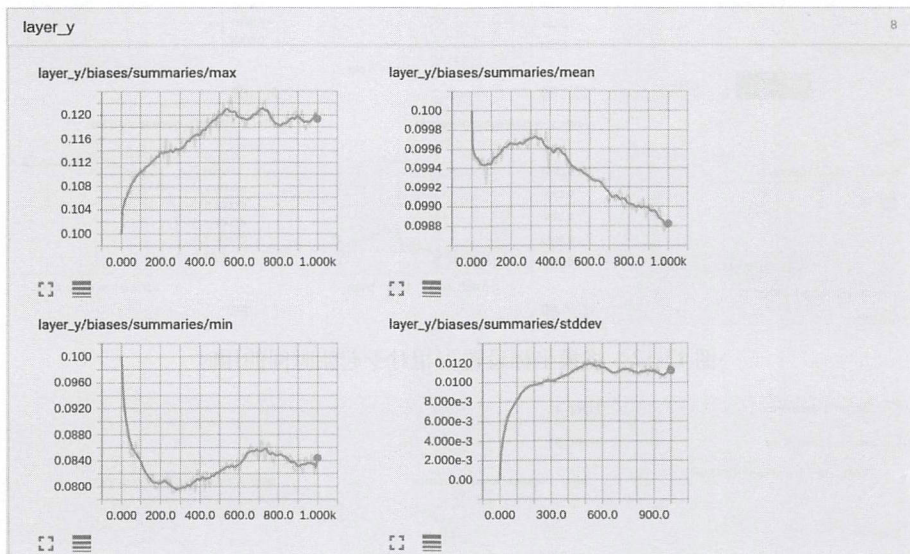 layer_y 8
layer_y/biases/summaries/max
0.120
0.116
0.112
0.108
0.104
0.100
0.000 200.0 400.0 600.0 800.0 1.000k
layer_y/biases/summaries/mean
0.100
0.0998
0.0996
0.0994
0.0992
0.0990
0.0988
0.000 200.0 400.0 600.0 800.0 1.000k
layer_y/biases/summaries/min
0.100
0.0960
0.0920
0.0880
0.0840
0.0800
0.000 200.0 400.0 600.0 800.0 1.000k
layer_y/biases/summaries/stddev
0.0120
0.0100
8.000e-3
6.000e-3
4.000e-3
2.000e-3
0.00
0.000 300.0 600.0 900.0